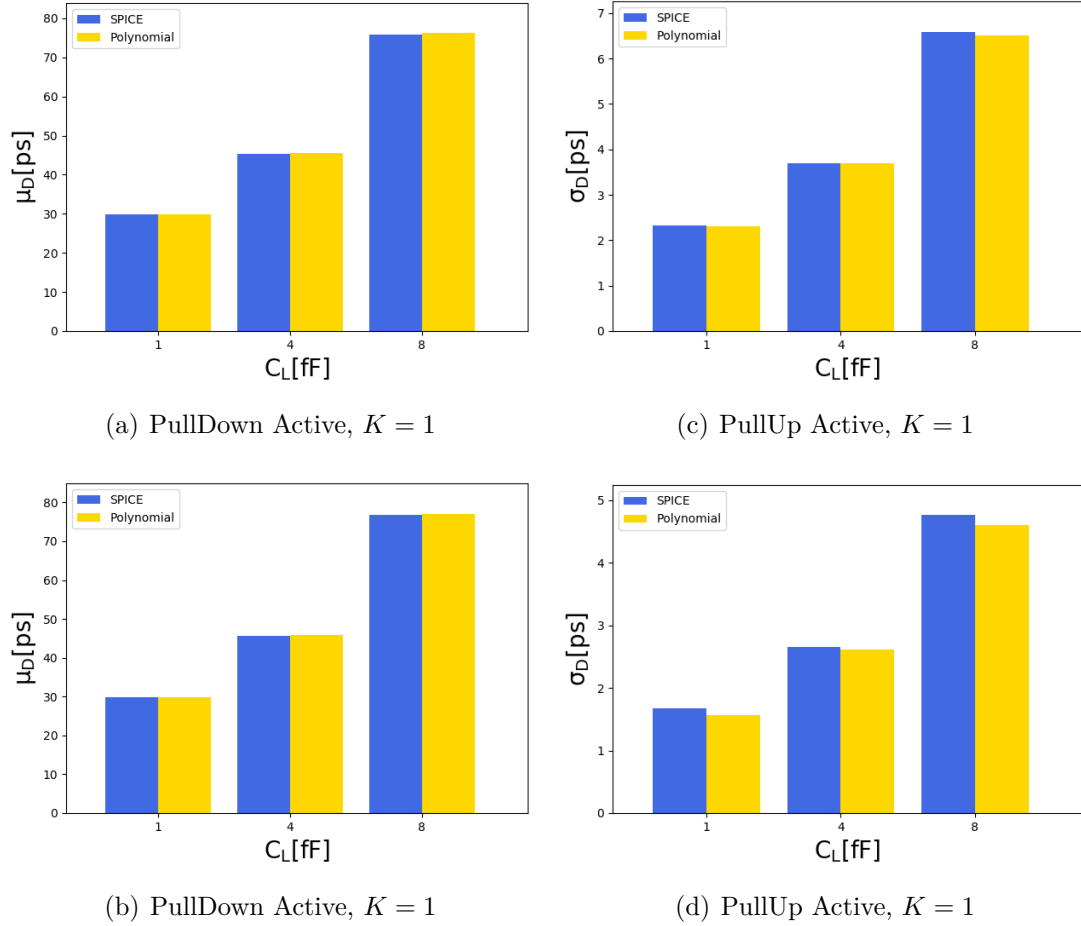 SPICE
Polynomial
80
70
60
50
40
30
20
10
0
μD[ps]
1 4 8
CL[fF]
(a) PullDown Active, K = 1
SPICE
Polynomial
7
6
5
4
3
2
1
0
σD[ps]
1 4 8
CL[fF]
(c) PullUp Active, K = 1
SPICE
Polynomial
80
70
60
50
40
30
20
10
0
μD[ps]
1 4 8
CL[fF]
(b) PullDown Active, K = 1
SPICE
Polynomial
5
4
3
2
1
0
σD[ps]
1 4 8
CL[fF]
(d) PullUp Active, K = 1